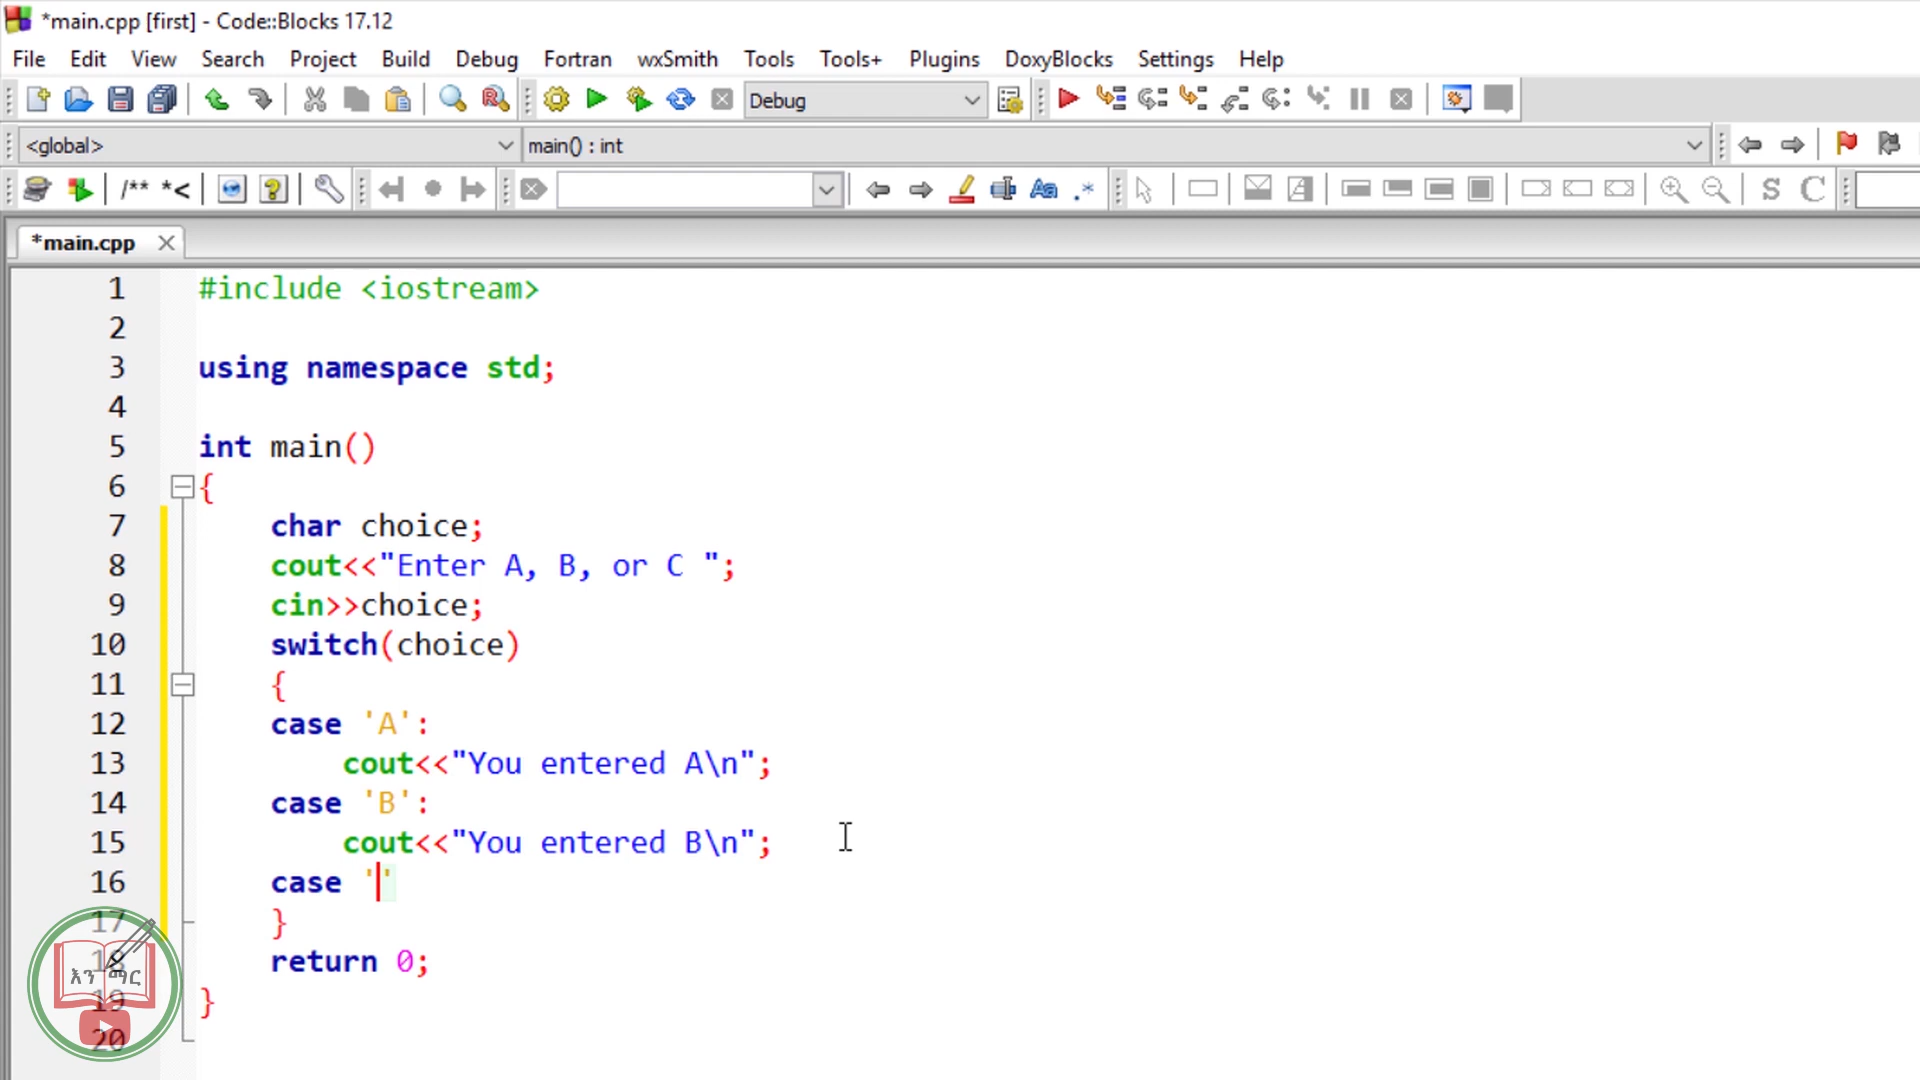 *main.cpp [first] - Code::Blocks 17.12
File Edit View Search Project Build Debug Fortran wxSmith Tools Tools+ Plugins DoxyBlocks Settings Help
Debug
<global> main() : int
/** *<
S C
*main.cpp
1 #include <iostream>
2
3 using namespace std;
4
5 int main()
6 {
7 char choice;
8 cout<<"Enter A, B, or C ";
9 cin>>choice;
10 switch(choice)
11 {
12 case 'A':
13 cout<<"You entered A\n";
14 case 'B':
15 cout<<"You entered B\n";
16 case ''
17 }
18 return 0;
19 }
20
እን ማር